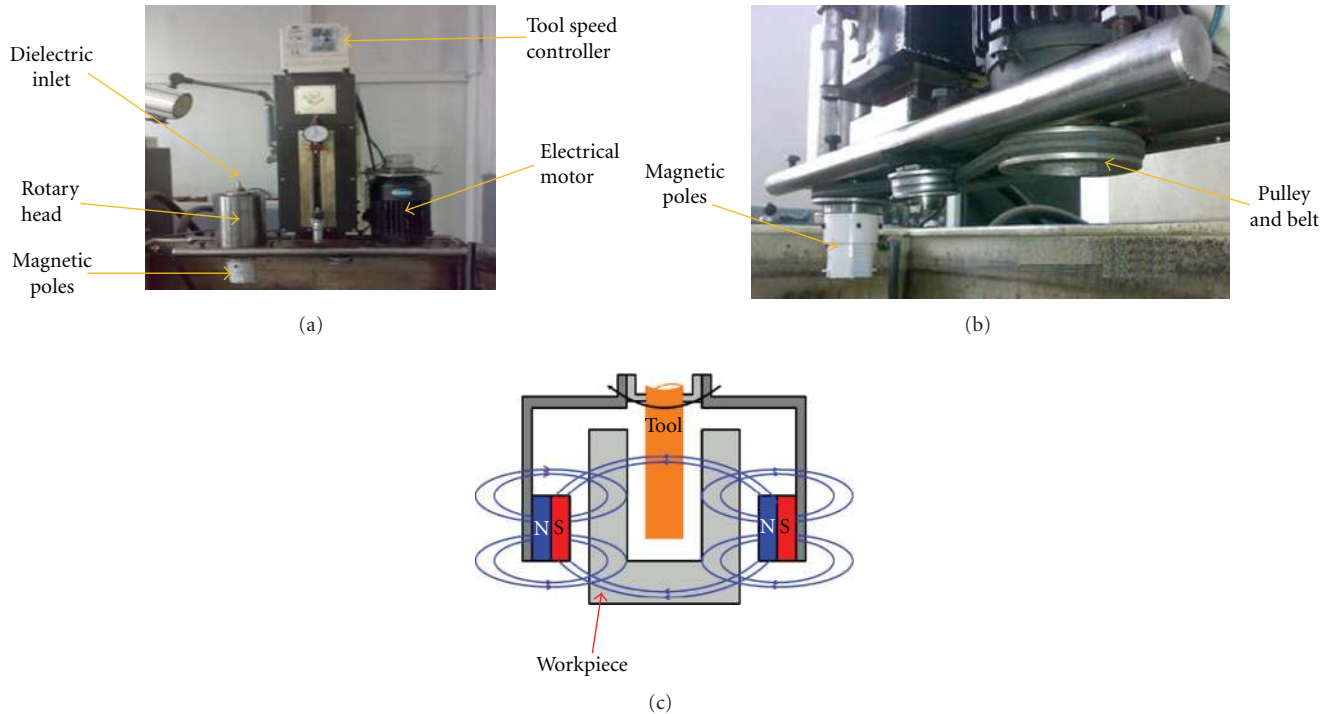 Tool speed
controller
Dielectric
inlet
Rotary
head
Electrical
motor
Magnetic
poles
(a)
Magnetic
poles
Pulley
and belt
(b)
Tool
N S
N S
Workpiece
(c)